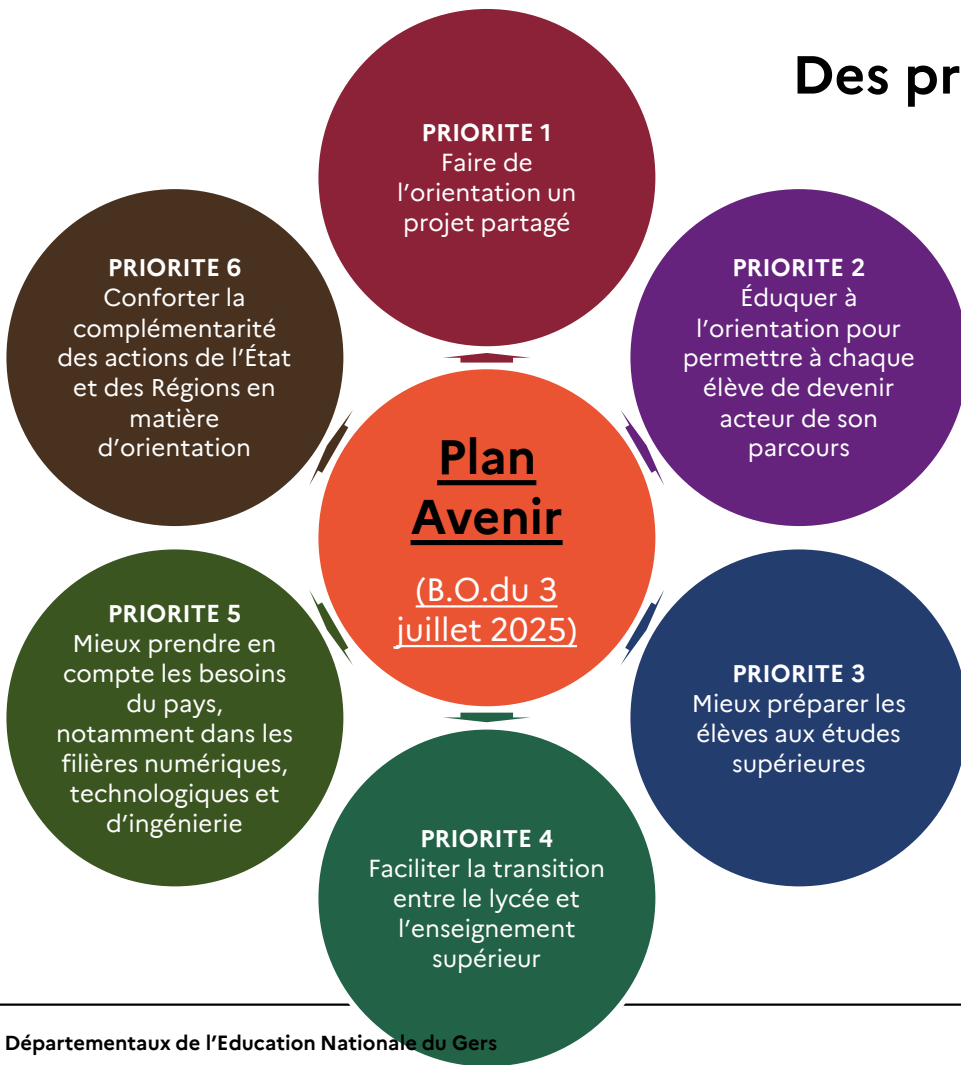 Des pr
PRIORITE 1
Faire de
l’orientation un
projet partagé
PRIORITE 2
Éduquer à
l’orientation pour
permettre à chaque
élève de devenir
acteur de son
parcours
PRIORITE 3
Mieux préparer les
élèves aux études
supérieures
PRIORITE 4
Faciliter la transition
entre le lycée et
l’enseignement
supérieur
PRIORITE 5
Mieux prendre en
compte les besoins
du pays,
notamment dans les
filières numériques,
technologiques et
d’ingénierie
PRIORITE 6
Conforter la
complémentarité
des actions de l’État
et des Régions en
matière
d’orientation
Plan
Avenir
(B.O.du 3
juillet 2025)
Départementaux de l’Education Nationale du Gers